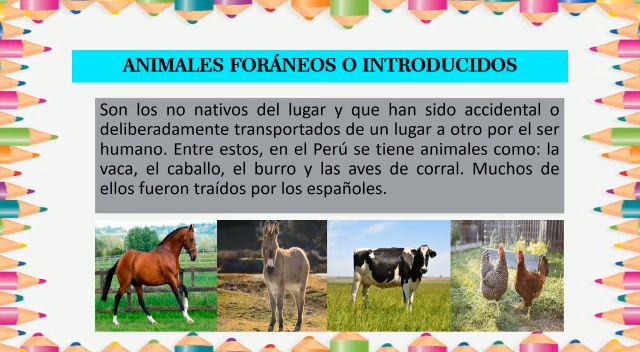 ANIMALES FORÁNEOS O INTRODUCIDOS
Son los no nativos del lugar y que han sido accidental o
deliberadamente transportados de un lugar a otro por el ser
humano. Entre estos, en el Perú se tiene animales como: la
vaca, el caballo, el burro y las aves de corral. Muchos de
ellos fueron traídos por los españoles.